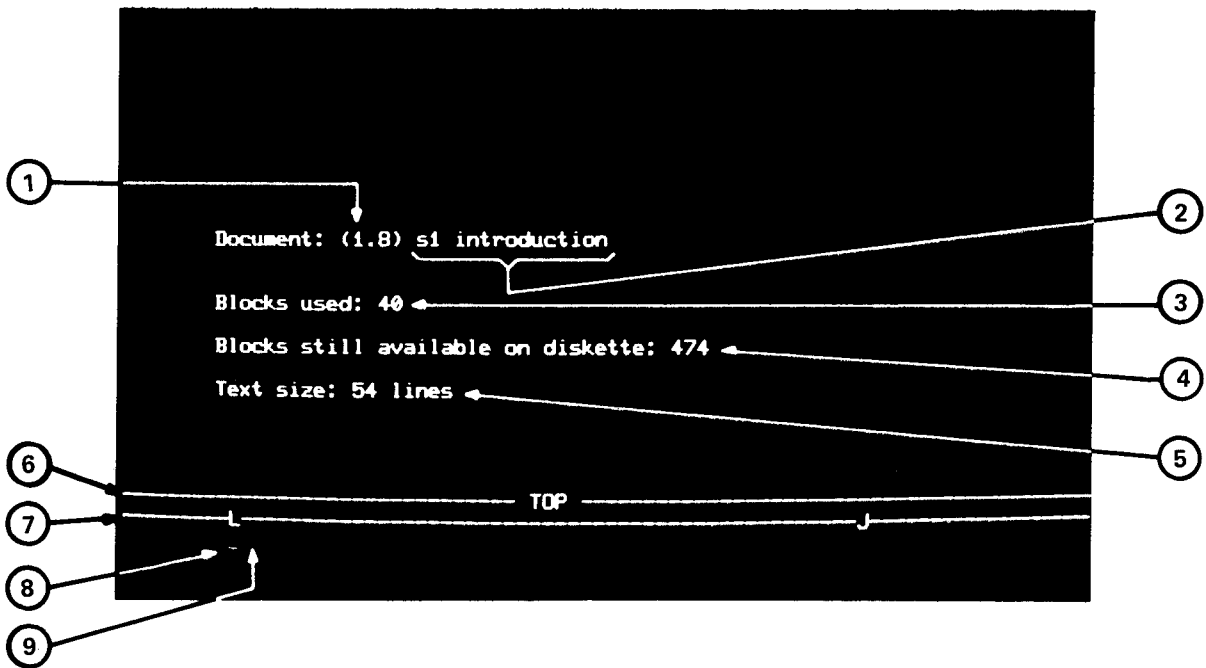 1
2
Document: (1.8) s1 introduction
Blocks used: 40
3
Blocks still available on diskette: 474
4
Text size: 54 lines
5
6
TOP
7
L J
8
9